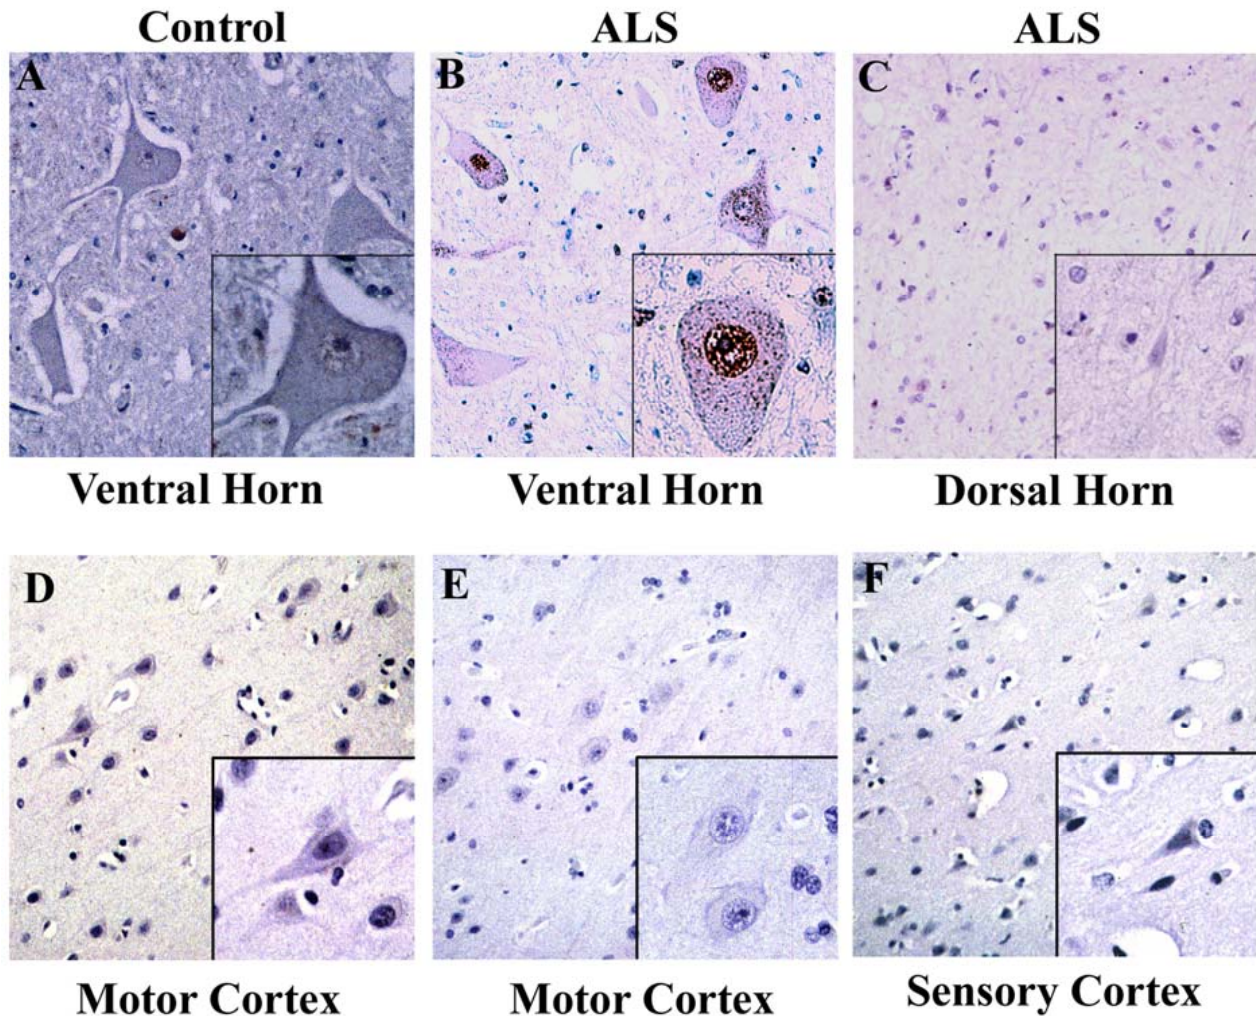 Control ALS ALS
A B C
Ventral Horn Ventral Horn Dorsal Horn
D E F
Motor Cortex Motor Cortex Sensory Cortex